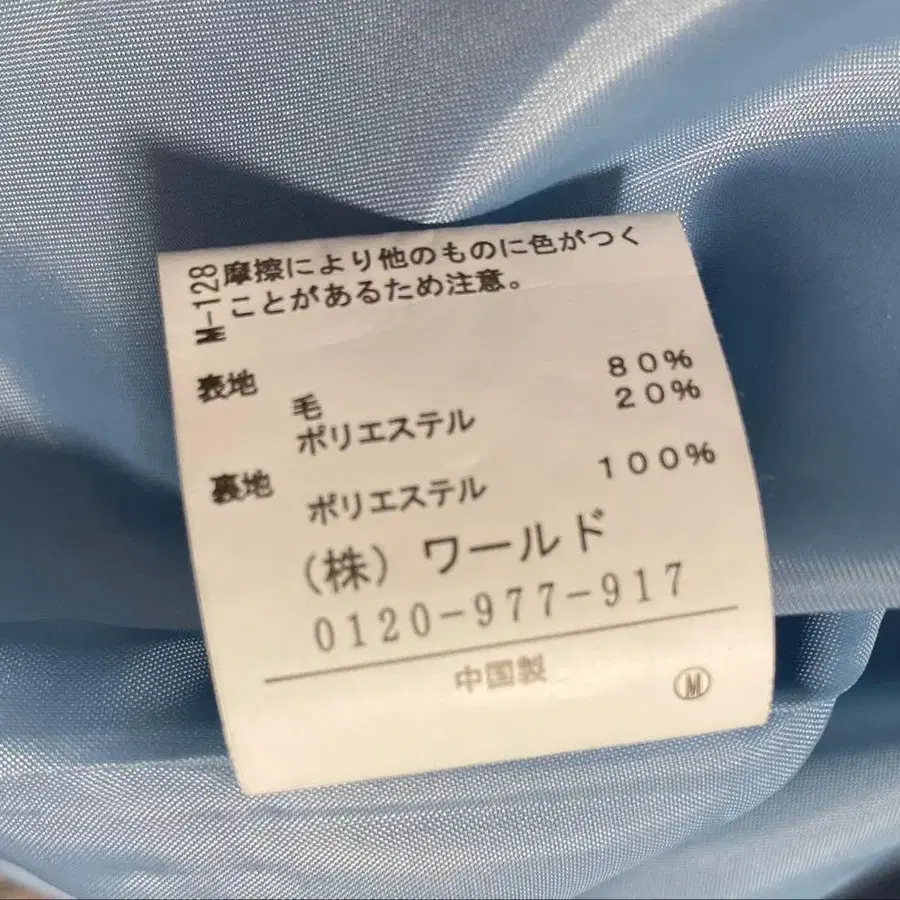 M-128
摩擦により他のものに色がつく
ことがあるため注意。
表地
毛 80%
ポリエステル 20%
裏地
ポリエステル 100%
(株) ワールド
0120-977-917
中国製
Ⓜ